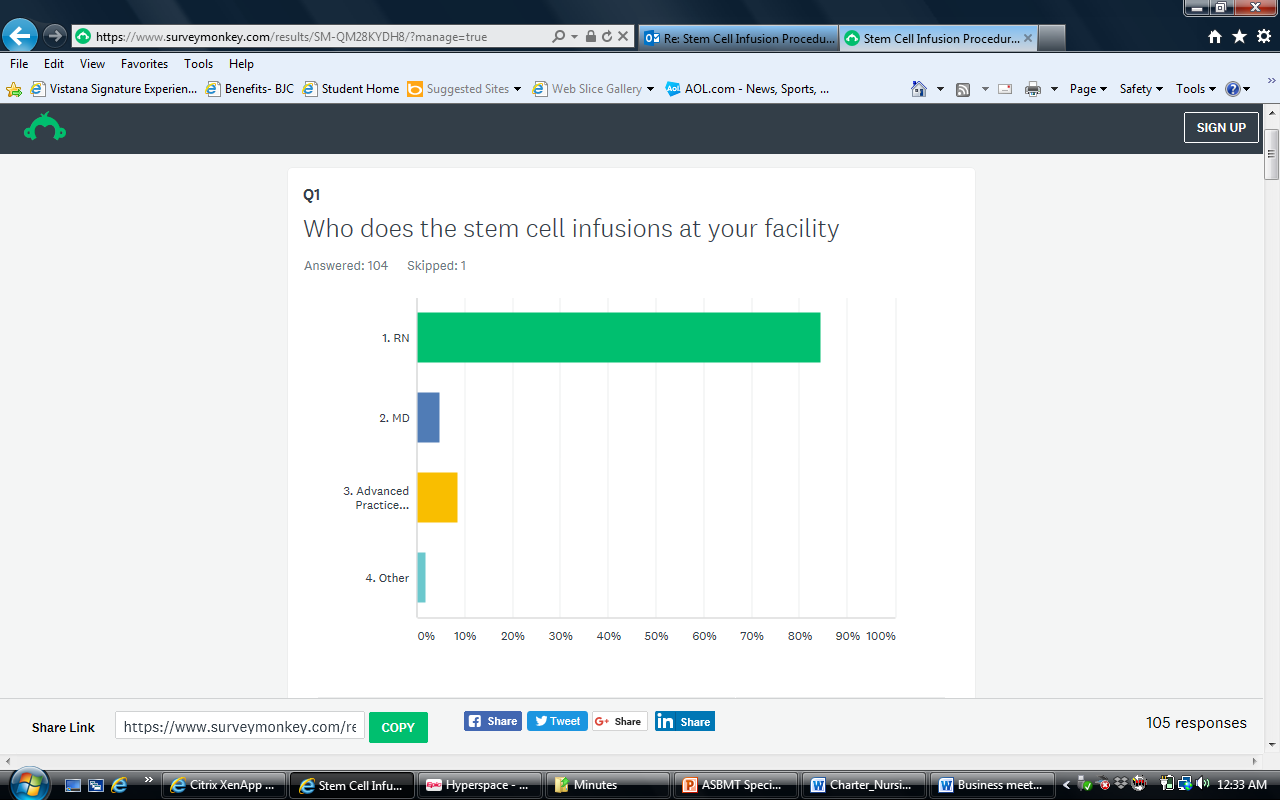 https://www.surveymonkey.com/results/SM-QM28KYDH8/?manage=true
Re: Stem Cell Infusion Procedu...
Stem Cell Infusion Procedur...
File Edit View Favorites Tools Help
Vistana Signature Experien... Benefits- BJC Student Home Suggested Sites Web Slice Gallery AOL.com - News, Sports, ... Page Safety Tools
SIGN UP
Q1
Who does the stem cell infusions at your facility
Answered: 104 Skipped: 1
1. RN
2. MD
3. Advanced
Practice...
4. Other
0% 10% 20% 30% 40% 50% 60% 70% 80% 90% 100%
Share Link https://www.surveymonkey.com/re COPY Share Tweet G+ Share in Share 105 responses
Citrix XenApp ... Stem Cell Infu... Hyperspace - ... Minutes ASBMT Speci... Charter_Nursi... Business meet... 12:33 AM